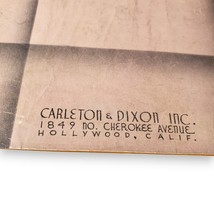 CARLETON & DIXON INC.
1849 NO. CHEROKEE AVENUE
HOLLYWOOD, CALIF.